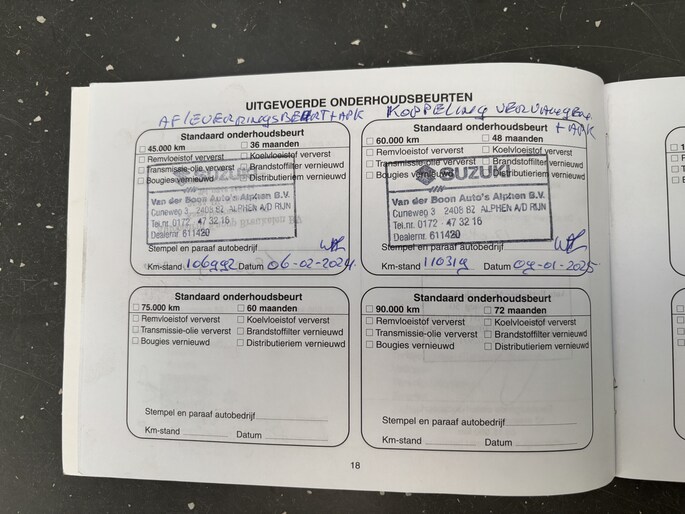 UITGEVOERDE ONDERHOUDSBEURTEN
AFLEVERRINGSBEURT + APK
KOPPELING VERVANGEN
+ APK
Standaard onderhoudsbeurt
☐ 45.000 km ☐ 36 maanden
☐ Remvloeistof ververst ☐ Koelvloeistof ververst
☐ Transmissie-olie ververst ☐ Brandstoffilter vernieuwd
☐ Bougies vernieuwd ☐ Distributieriem vernieuwd
SUZUKI
Van der Boon Auto's Alphen B.V.
Cuneweg 3 2408 BZ ALPHEN A/D RIJN
Tel.nr. 0172 - 47 32 16
Dealernr. 611420
Stempel en paraaf autobedrijf
Km-stand 106992 Datum 06-02-2024
Standaard onderhoudsbeurt
☐ 60.000 km ☐ 48 maanden
☐ Remvloeistof ververst ☐ Koelvloeistof ververst
☐ Transmissie-olie ververst ☐ Brandstoffilter vernieuwd
☐ Bougies vernieuwd ☐ Distributieriem vernieuwd
SUZUKI
Van der Boon Auto's Alphen B.V.
Cuneweg 3 2408 BZ ALPHEN A/D RIJN
Tel.nr. 0172 - 47 32 16
Dealernr. 611420
Stempel en paraaf autobedrijf
Km-stand 110319 Datum 09-01-2025
Standaard onderhoudsbeurt
☐ 75.000 km ☐ 60 maanden
☐ Remvloeistof ververst ☐ Koelvloeistof ververst
☐ Transmissie-olie ververst ☐ Brandstoffilter vernieuwd
☐ Bougies vernieuwd ☐ Distributieriem vernieuwd
Stempel en paraaf autobedrijf
Km-stand Datum
Standaard onderhoudsbeurt
☐ 90.000 km ☐ 72 maanden
☐ Remvloeistof ververst ☐ Koelvloeistof ververst
☐ Transmissie-olie ververst ☐ Brandstoffilter vernieuwd
☐ Bougies vernieuwd ☐ Distributieriem vernieuwd
Stempel en paraaf autobedrijf
Km-stand Datum
18